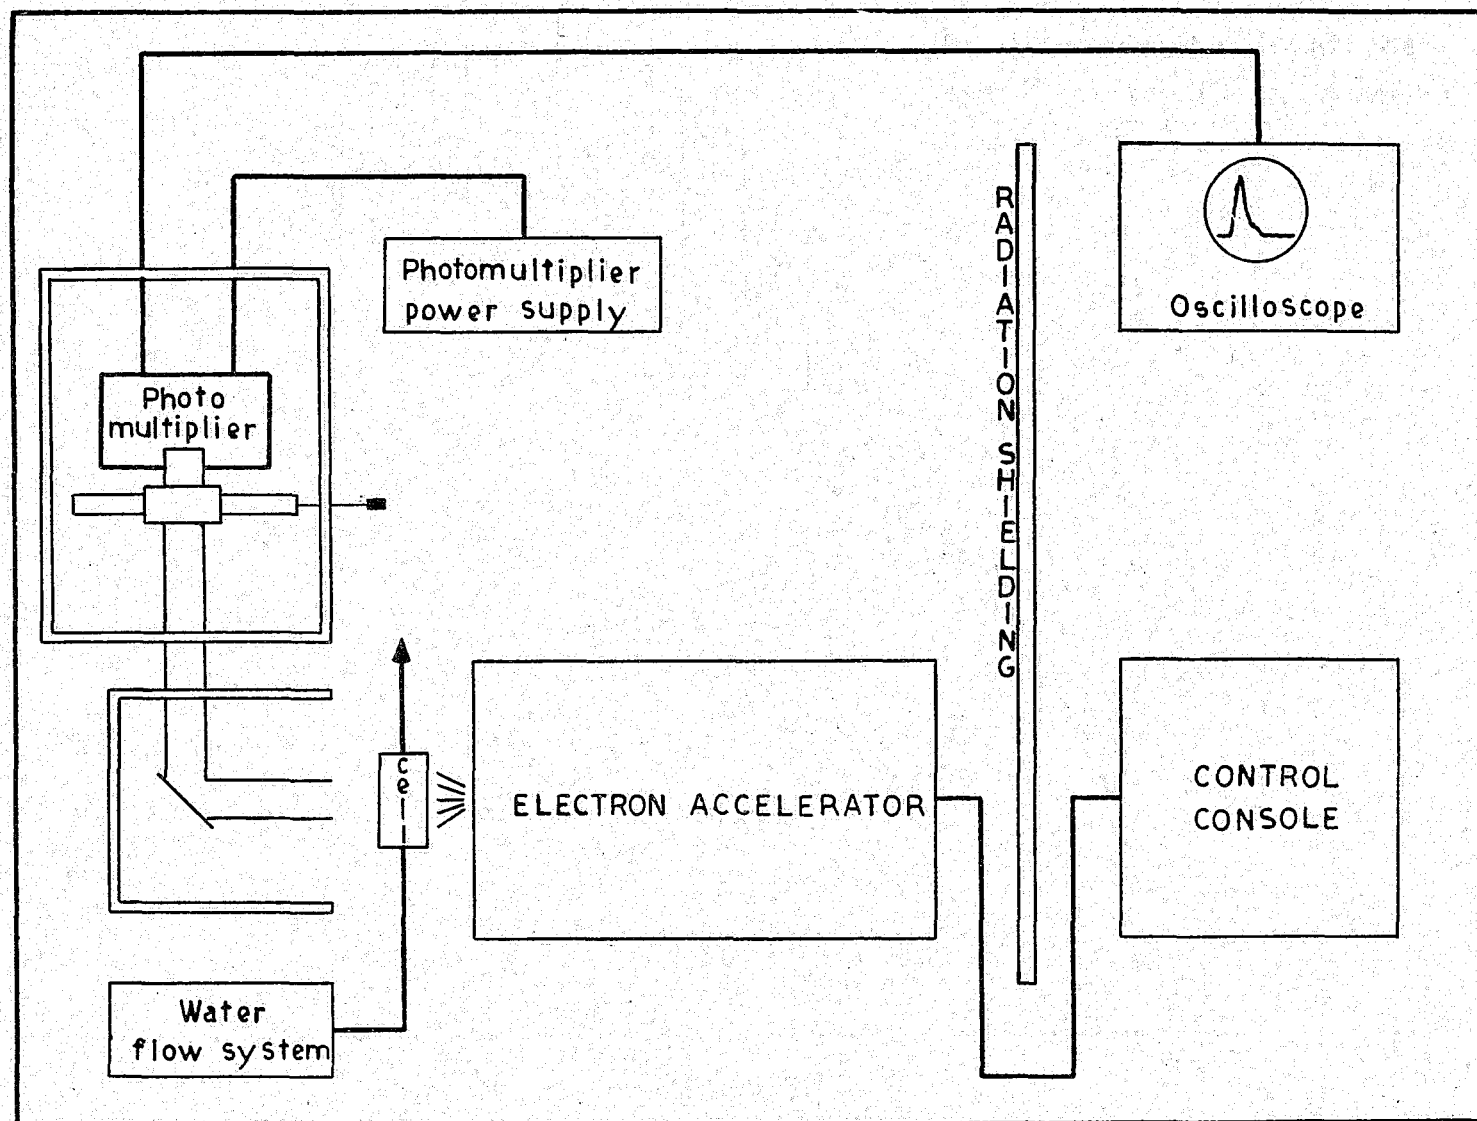 Photomultiplier
power supply
Photo
multiplier
RADIATION SHIELDING
Oscilloscope
cell
ELECTRON ACCELERATOR
CONTROL
CONSOLE
Water
flow system